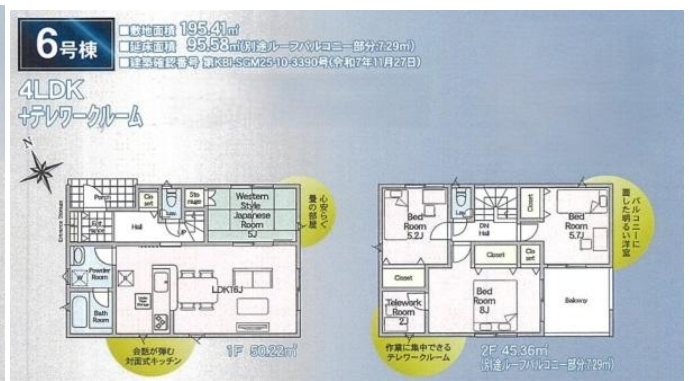 6号棟
■敷地面積 195.41㎡
■延床面積 95.58㎡(別途ルーフバルコニー部分:7.29㎡)
■建築確認番号 第KBI-SGM25-10-3390号(令和7年11月27日)
4LDK
+テレワークルーム
N
Porch
Clo
set
Lav.
Sto
rage
Western
Style
Japanese
Room
5J
Hall
UP
Powder
Room
Bath
Room
LDK16J
心安らぐ
畳の部屋
会話が弾む
対面式キッチン
1F 50.22㎡
Bed
Room
5.2J
Lav.
DN
Hall
Closet
Bed
Room
5.7J
Closet
Closet
Clo
set
Telework
Room
2J
Bed
Room
8J
Balcony
バルコニーに
面した明るい洋室
作業に集中できる
テレワークルーム
2F 45.36㎡
(別途ルーフバルコニー部分:7.29㎡)